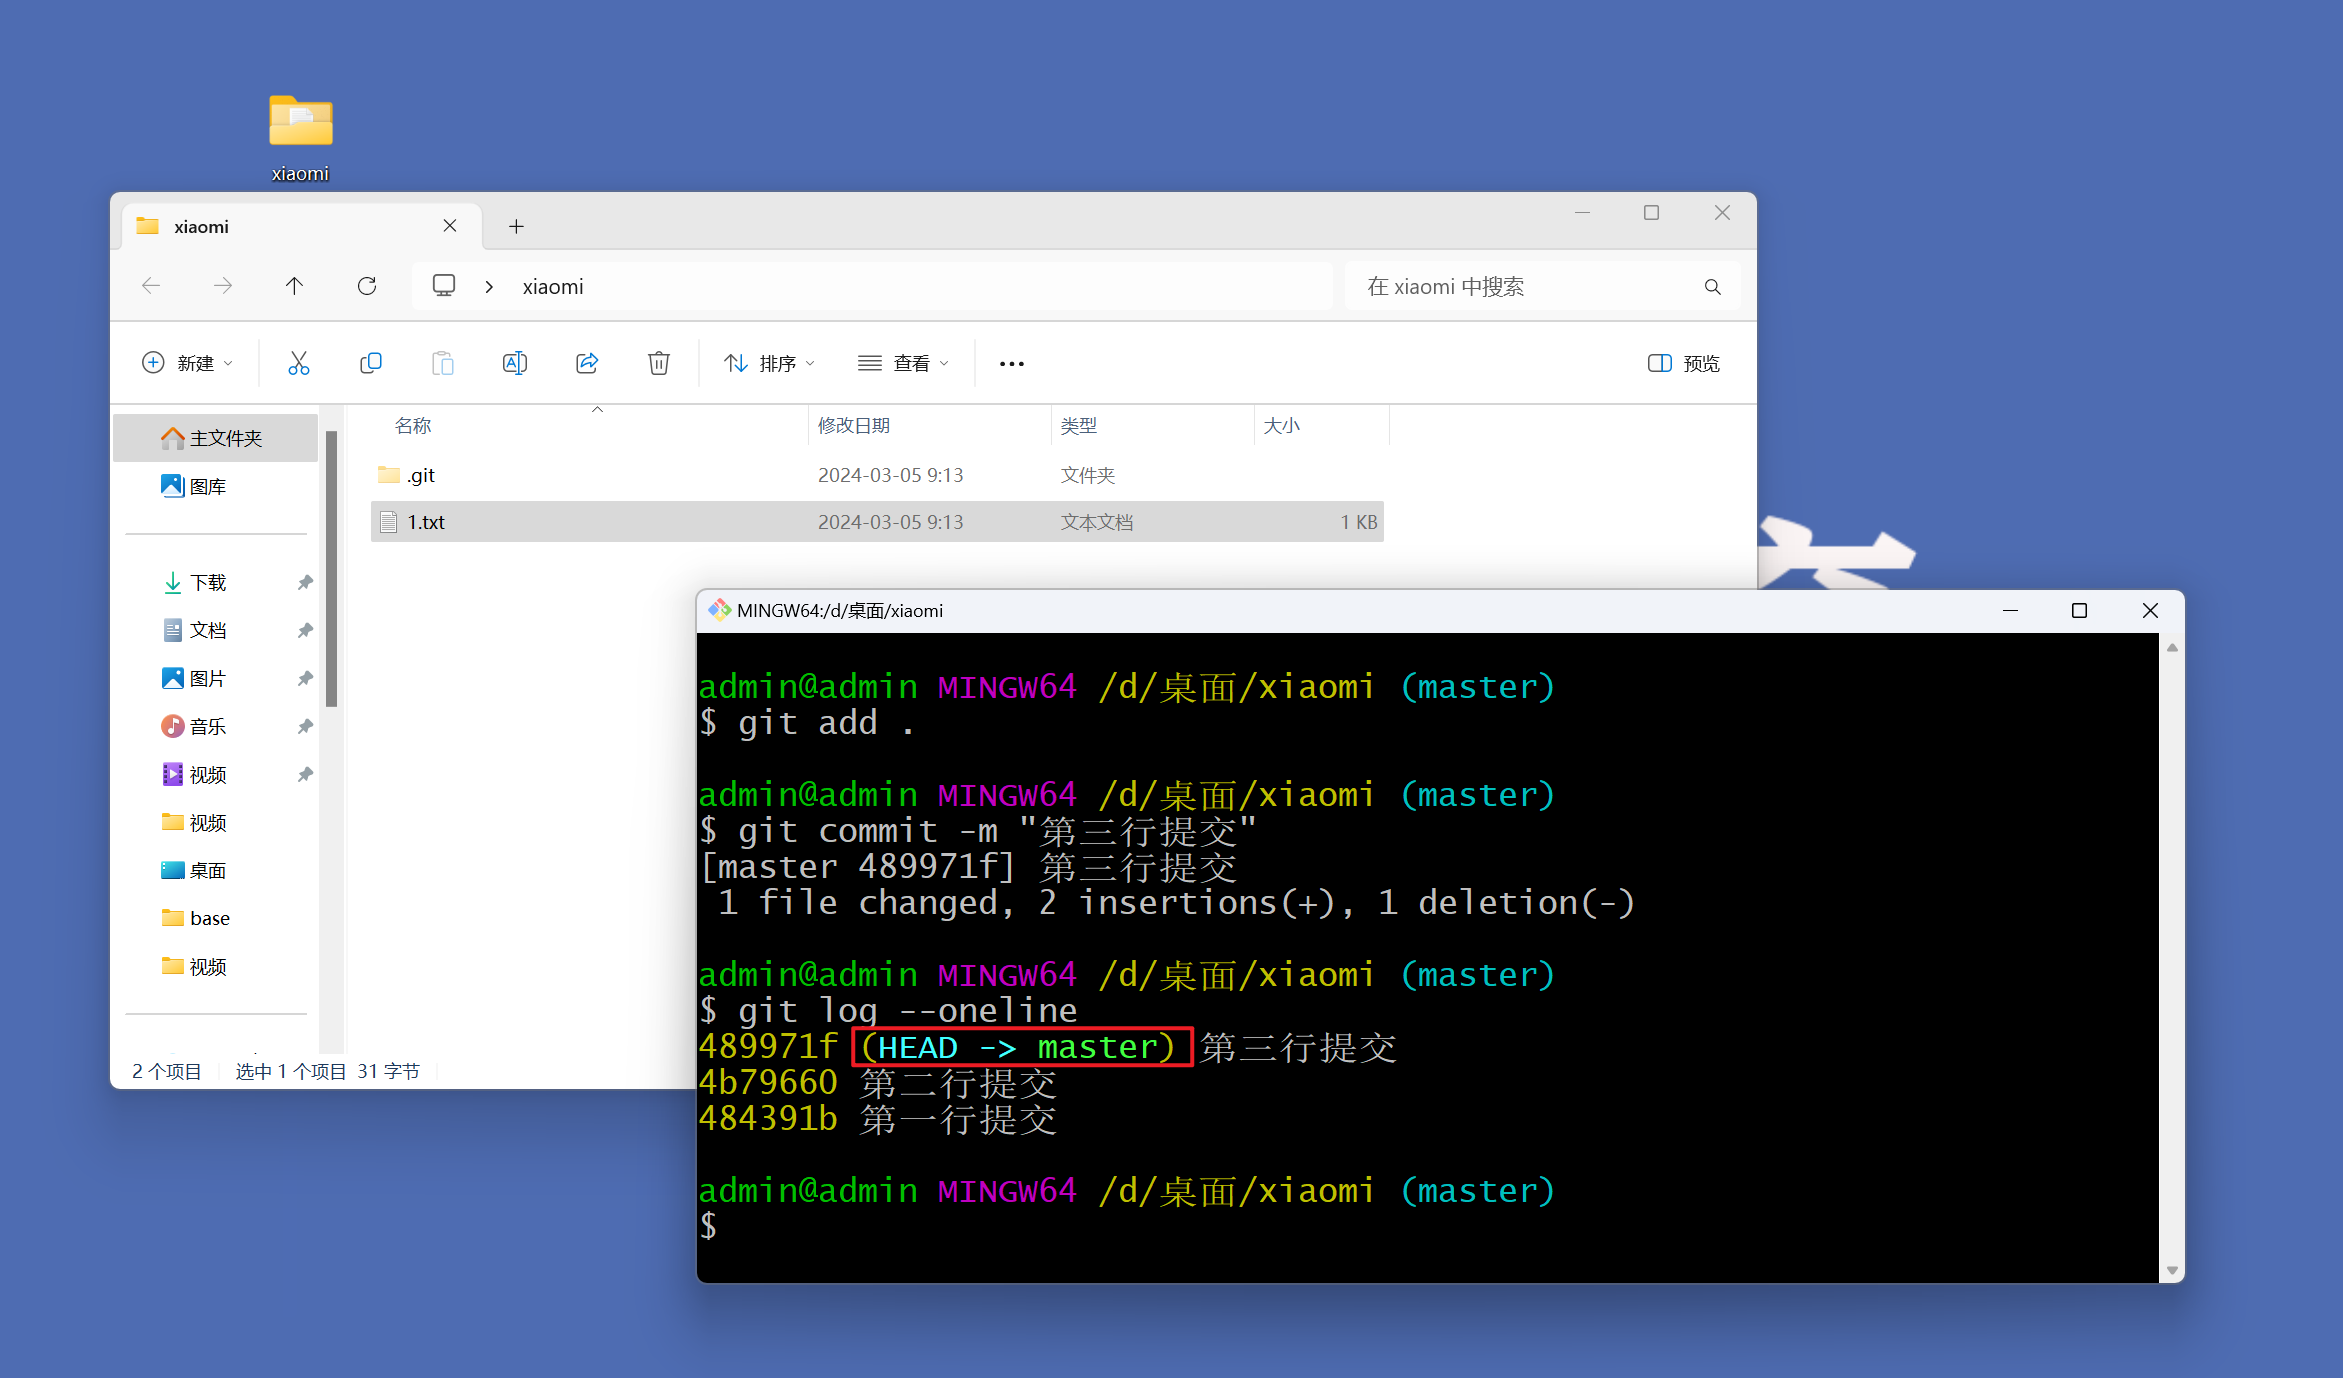 xiaomi
xiaomi
xiaomi
在 xiaomi 中搜索
新建
排序
查看
预览
名称
修改日期
类型
大小
主文件夹
图库
下载
文档
图片
音乐
视频
视频
桌面
base
视频
.git 2024-03-05 9:13 文件夹
1.txt 2024-03-05 9:13 文本文档 1 KB
2 个项目 选中 1 个项目 31 字节
MINGW64:/d/桌面/xiaomi
admin@admin MINGW64 /d/桌面/xiaomi (master)
$ git add .
admin@admin MINGW64 /d/桌面/xiaomi (master)
$ git commit -m "第三行提交"
[master 489971f] 第三行提交
1 file changed, 2 insertions(+), 1 deletion(-)
admin@admin MINGW64 /d/桌面/xiaomi (master)
$ git log --oneline
489971f (HEAD -> master) 第三行提交
4b79660 第二行提交
484391b 第一行提交
admin@admin MINGW64 /d/桌面/xiaomi (master)
$